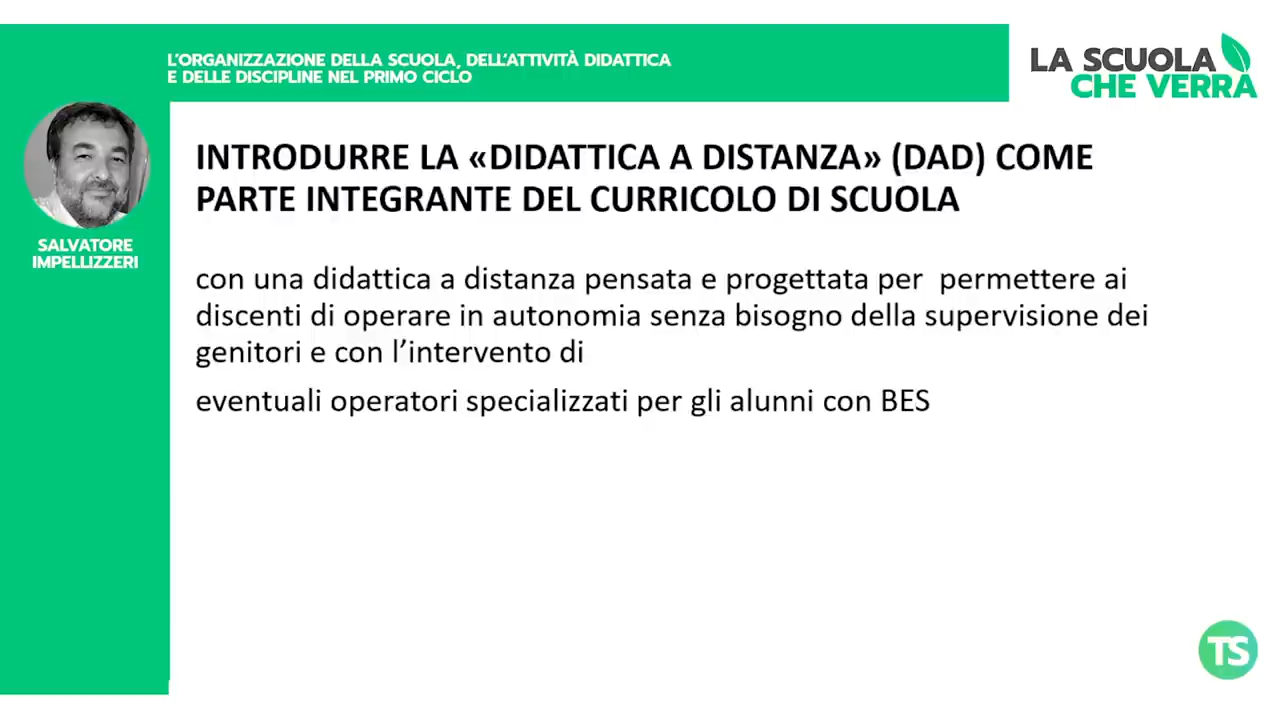 L'ORGANIZZAZIONE DELLA SCUOLA, DELL'ATTIVITÀ DIDATTICA
E DELLE DISCIPLINE NEL PRIMO CICLO
LA SCUOLA
CHE VERRÀ
SALVATORE
IMPELLIZZERI
INTRODURRE LA «DIDATTICA A DISTANZA» (DAD) COME
PARTE INTEGRANTE DEL CURRICOLO DI SCUOLA
con una didattica a distanza pensata e progettata per  permettere ai
discenti di operare in autonomia senza bisogno della supervisione dei
genitori e con l’intervento di
eventuali operatori specializzati per gli alunni con BES
TS